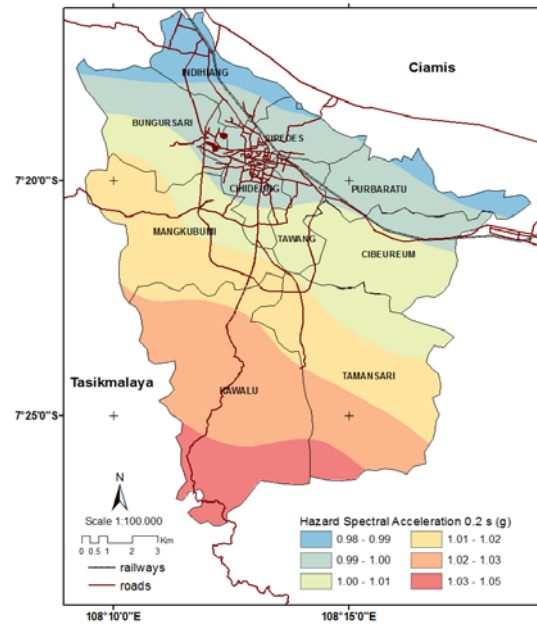 Ciamis
INDIHIANG
BUNGURSARI
SIPEDES
7°20'0"S
CIHIDEUNG
PURBARATU
MANGKUBUMI
TAWANG
CIBEUREUM
Tasikmalaya
TAMANSARI
KAWALU
7°25'0"S
N
Scale 1:100.000
0 0.5 1 2 3
Km
railways
roads
Hazard Spectral Acceleration 0.2 s (g)
0.98 - 0.99
0.99 - 1.00
1.00 - 1.01
1.01 - 1.02
1.02 - 1.03
1.03 - 1.05
108°10'0"E
108°15'0"E